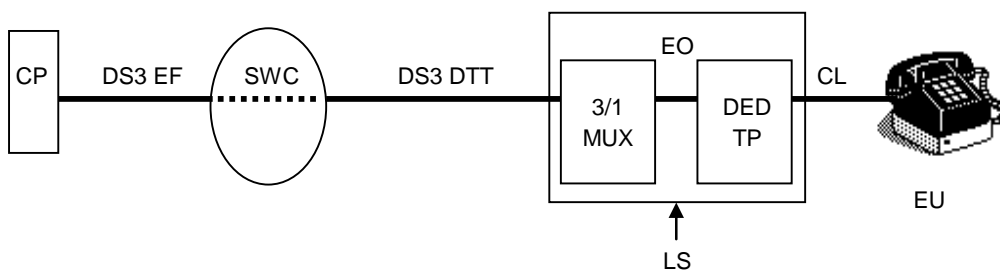 EO
CP
DS3 EF
SWC
DS3 DTT
CL
3/1
MUX
DED
TP
EU
LS